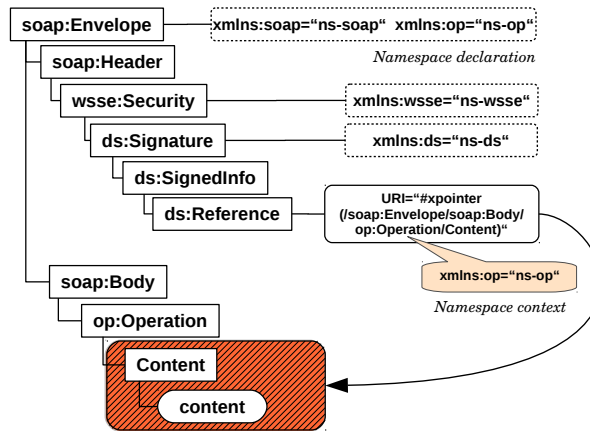 soap:Envelope
xmlns:soap=“ns-soap“ xmlns:op=“ns-op“
Namespace declaration
soap:Header
wsse:Security
xmlns:wsse=“ns-wsse“
ds:Signature
xmlns:ds=“ns-ds“
ds:SignedInfo
ds:Reference
URI=“#xpointer
(/soap:Envelope/soap:Body/
op:Operation/Content)“
xmlns:op=“ns-op“
Namespace context
soap:Body
op:Operation
Content
content